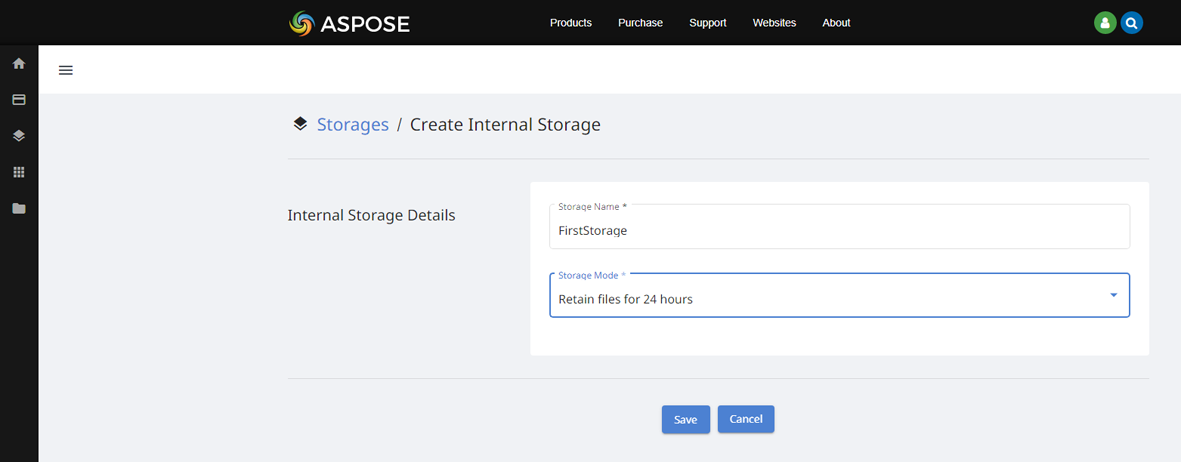 ASPOSE Products Purchase Support Websites About
Storages / Create Internal Storage
Internal Storage Details
Storage Name *
FirstStorage
Storage Mode *
Retain files for 24 hours
Save Cancel